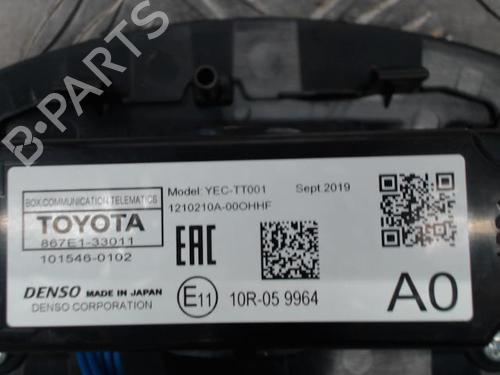 B-PARTS
BOX,COMMUNICATION TELEMATICS
TOYOTA
867E1-33011
101546-0102
Model: YEC-TT001 Sept.2019
1210210A-00OHHF
EAC
DENSO MADE IN JAPAN
DENSO CORPORATION
E11 10R-05 9964
A0